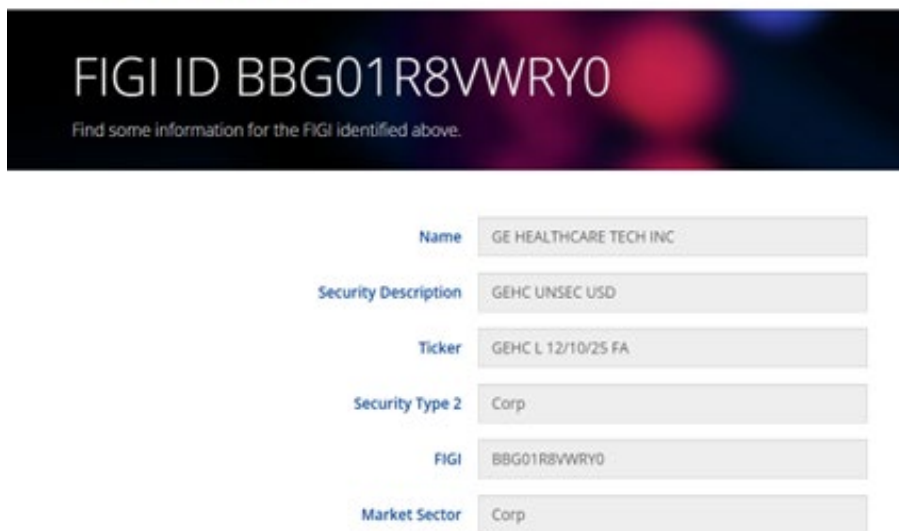 FIGI ID BBG01R8VWRY0
Find some information for the FIGI identified above.
Name GE HEALTHCARE TECH INC
Security Description GEHC UNSEC USD
Ticker GEHC L 12/10/25 FA
Security Type 2 Corp
FIGI BBG01R8VWRY0
Market Sector Corp